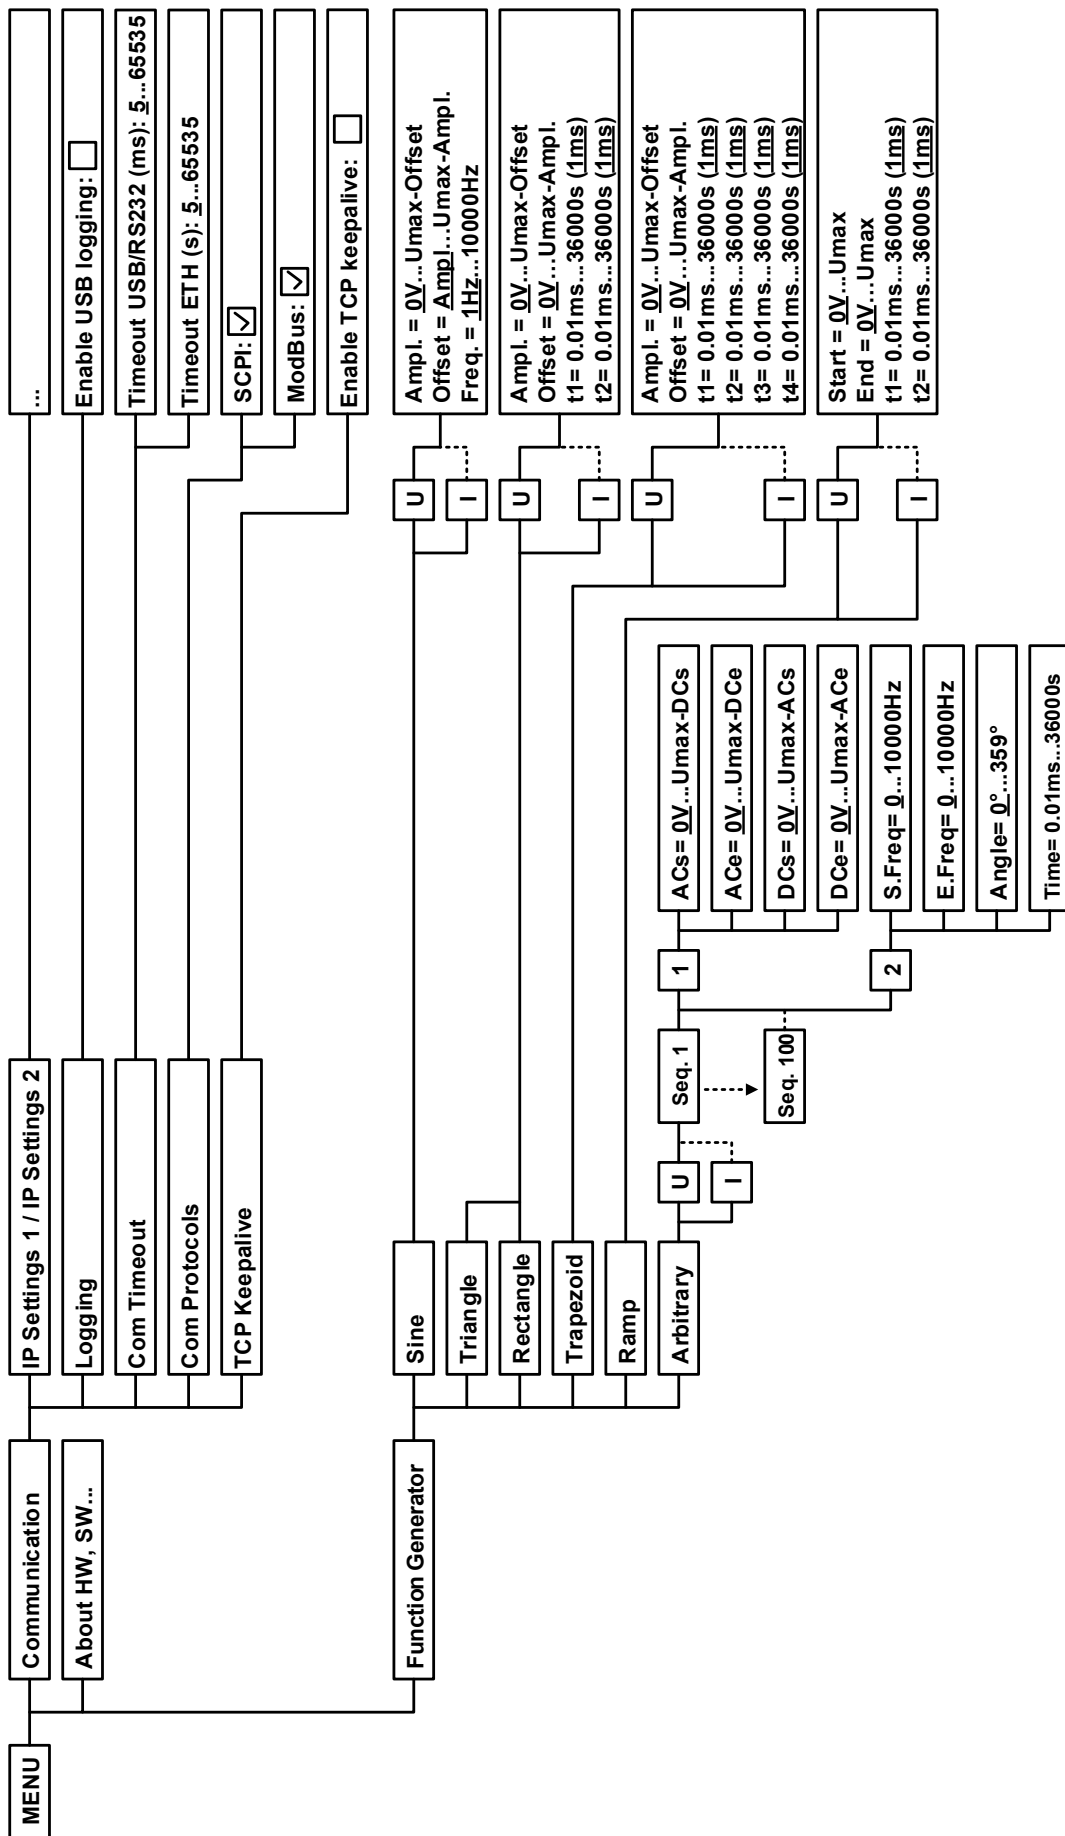 MENU
Communication
About HW, SW...
Function Generator
IP Settings 1 / IP Settings 2
Logging
Com Timeout
Com Protocols
TCP Keepalive
...
Enable USB logging:
Timeout USB/RS232 (ms): 5...65535
Timeout ETH (s): 5...65535
SCPI:
ModBus:
Enable TCP keepalive:
Sine
Triangle
Rectangle
Trapezoid
Ramp
Arbitrary
U
I
Ampl. = 0V...Umax-Offset
Offset = Ampl...Umax-Ampl.
Freq. = 1Hz...10000Hz
U
I
Ampl. = 0V...Umax-Offset
Offset = 0V...Umax-Ampl.
t1= 0.01ms...36000s (1ms)
t2= 0.01ms...36000s (1ms)
U
I
Ampl. = 0V...Umax-Offset
Offset = 0V...Umax-Ampl.
t1= 0.01ms...36000s (1ms)
t2= 0.01ms...36000s (1ms)
t3= 0.01ms...36000s (1ms)
t4= 0.01ms...36000s (1ms)
U
I
Start = 0V...Umax
End = 0V...Umax
t1= 0.01ms...36000s (1ms)
t2= 0.01ms...36000s (1ms)
U
I
Seq. 1
Seq. 100
1
2
ACs= 0V...Umax-DCs
ACe= 0V...Umax-DCe
DCs= 0V...Umax-ACs
DCe= 0V...Umax-ACe
S.Freq= 0...10000Hz
E.Freq= 0...10000Hz
Angle= 0°...359°
Time= 0.01ms...36000s